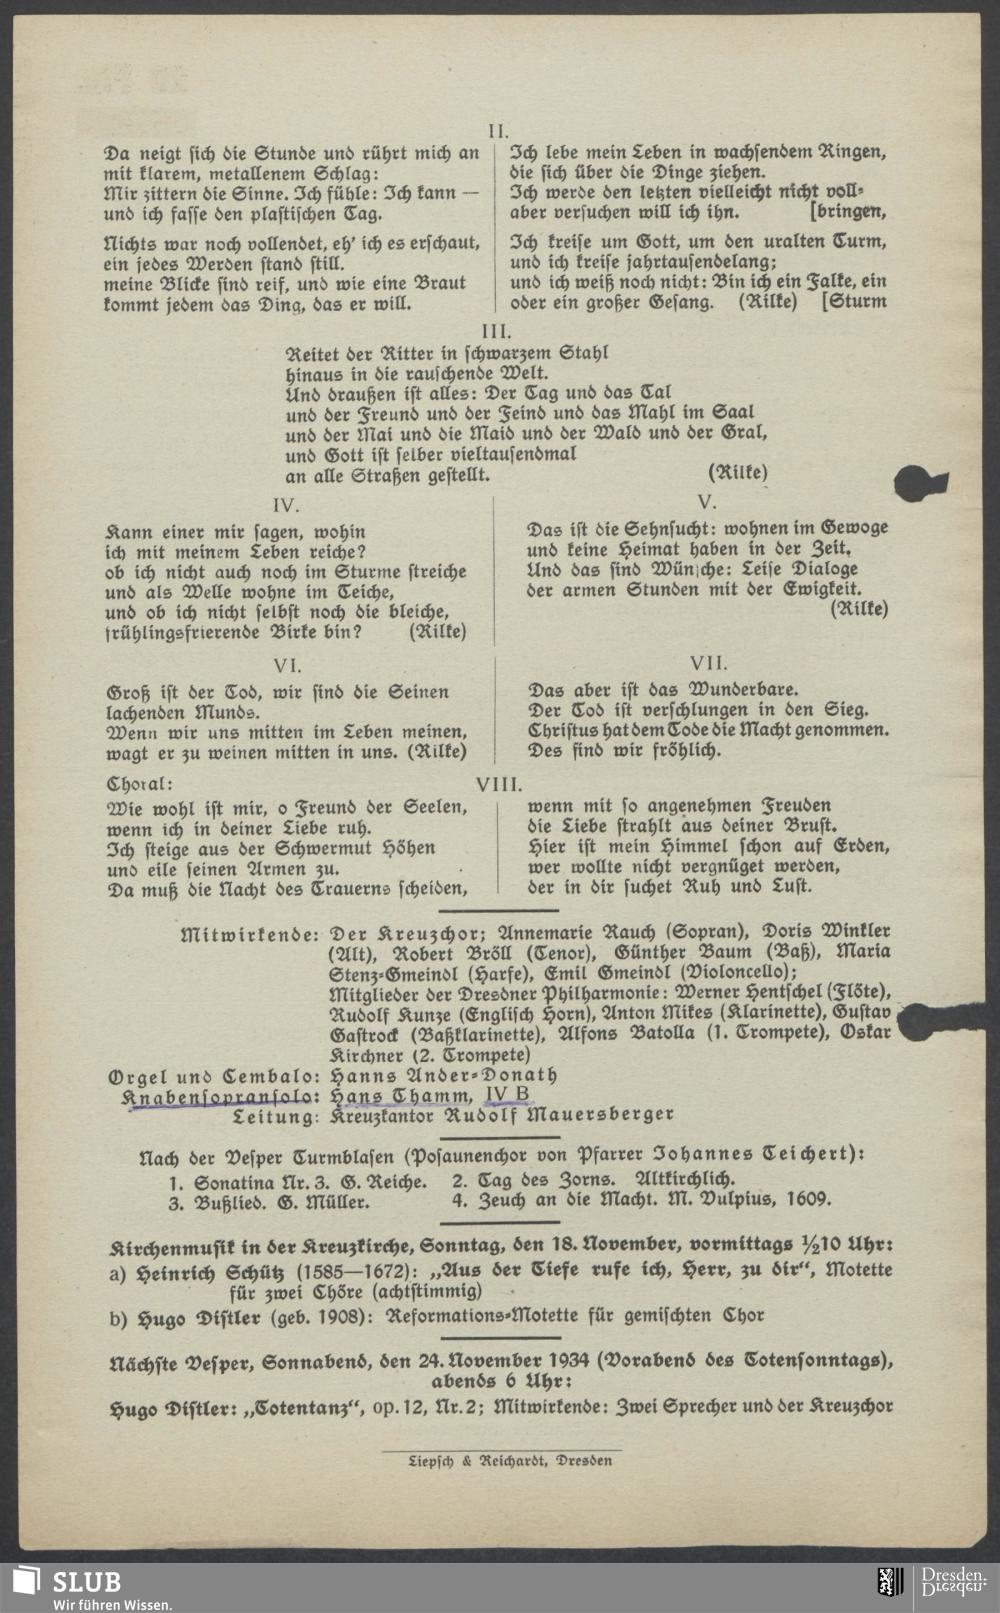 II.
Da neigt sich die Stunde und rührt mich an
mit klarem, metallenem Schlag:
Mir zittern die Sinne. Ich fühle: Ich kann —
und ich fasse den plastischen Tag.
Nichts war noch vollendet, eh' ich es erschaut,
ein jedes Werden stand still.
meine Blicke sind reif, und wie eine Braut
kommt jedem das Ding, das er will.
Ich lebe mein Leben in wachsendem Ringen,
die sich über die Dinge ziehen.
Ich werde den letzten vielleicht nicht voll-
aber versuchen will ich ihn. [bringen,
Ich kreise um Gott, um den uralten Turm,
und ich kreise jahrtausendelang;
und ich weiß noch nicht: Bin ich ein Falke, ein
oder ein großer Gesang. (Rilke) [Sturm
III.
Reitet der Ritter in schwarzem Stahl
hinaus in die rauschende Welt.
Und draußen ist alles: Der Tag und das Tal
und der Freund und der Feind und das Mahl im Saal
und der Mai und die Maid und der Wald und der Gral,
und Gott ist selber vieltausendmal
an alle Straßen gestellt. (Rilke)
IV.
Kann einer mir sagen, wohin
ich mit meinem Leben reiche?
ob ich nicht auch noch im Sturme streiche
und als Welle wohne im Teiche,
und ob ich nicht selbst noch die bleiche,
frühlingsfrierende Birke bin? (Rilke)
V.
Das ist die Sehnsucht: wohnen im Gewoge
und keine Heimat haben in der Zeit.
Und das sind Wünsche: Leise Dialoge
der armen Stunden mit der Ewigkeit.
(Rilke)
VI.
Groß ist der Tod, wir sind die Seinen
lachenden Munds.
Wenn wir uns mitten im Leben meinen,
wagt er zu weinen mitten in uns. (Rilke)
VII.
Das aber ist das Wunderbare.
Der Tod ist verschlungen in den Sieg.
Christus hat dem Tode die Macht genommen.
Des sind wir fröhlich.
Choral: VIII.
Wie wohl ist mir, o Freund der Seelen,
wenn ich in deiner Liebe ruh.
Ich steige aus der Schwermut Höhen
und eile seinen Armen zu.
Da muß die Nacht des Trauerns scheiden,
wenn mit so angenehmen Freuden
die Liebe strahlt aus deiner Brust.
Hier ist mein Himmel schon auf Erden,
wer wollte nicht vergnüget werden,
der in dir suchet Ruh und Lust.
Mitwirkende: Der Kreuzchor; Annemarie Rauch (Sopran), Doris Winkler
(Alt), Robert Bröll (Tenor), Günther Baum (Baß), Maria
Stenz-Gmeindl (Harfe), Emil Gmeindl (Violoncello);
Mitglieder der Dresdner Philharmonie: Werner Hentschel (Flöte),
Rudolf Kunze (Englisch Horn), Anton Mikes (Klarinette), Gustav
Gastrock (Baßklarinette), Alfons Batolla (1. Trompete), Oskar
Kirchner (2. Trompete)
Orgel und Cembalo: Hanns Ander-Donath
Knabensopransolo: Hans Thamm, IV B
Leitung: Kreuzkantor Rudolf Mauersberger
Nach der Vesper Turmblasen (Posaunenchor von Pfarrer Johannes Teichert):
1. Sonatina Nr. 3. G. Reiche. 2. Tag des Zorns. Altkirchlich.
3. Bußlied. G. Müller. 4. Zeuch an die Macht. M. Vulpius, 1609.
Kirchenmusik in der Kreuzkirche, Sonntag, den 18. November, vormittags ½10 Uhr:
a) Heinrich Schütz (1585—1672): „Aus der Tiefe rufe ich, Herr, zu dir“, Motette
für zwei Chöre (achtstimmig)
b) Hugo Distler (geb. 1908): Reformations-Motette für gemischten Chor
Nächste Vesper, Sonnabend, den 24. November 1934 (Vorabend des Totensonntags),
abends 6 Uhr:
Hugo Distler: „Totentanz“, op. 12, Nr. 2; Mitwirkende: Zwei Sprecher und der Kreuzchor
Liepsch & Reichardt, Dresden
SLUB
Wir führen Wissen.
Dresden.
Dresden.